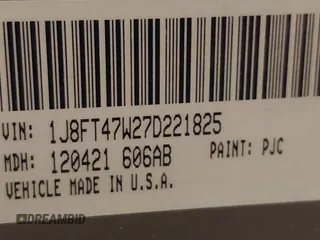 VIN: 1J8FT47W27D221825
MDH: 120421 606AB PAINT: PJC
VEHICLE MADE IN U.S.A.
DREAMBID